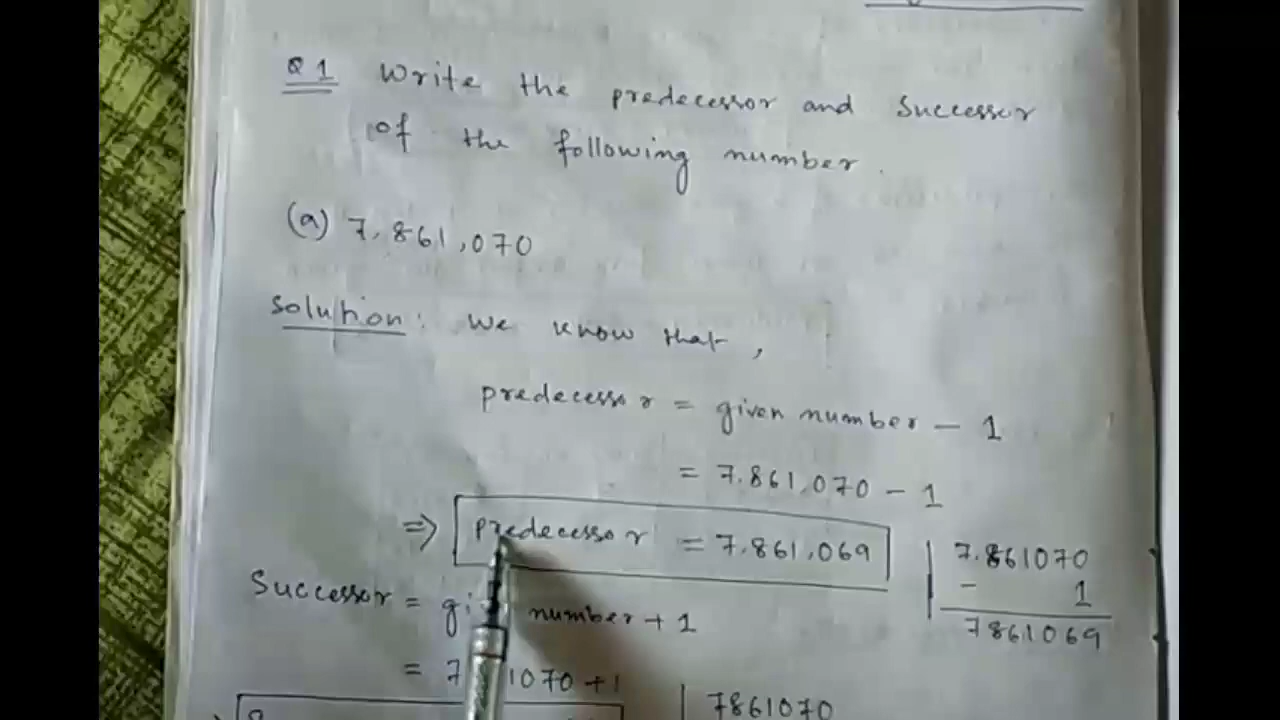 Q 1 Write the predecessor and successor
of the following number.
(a) 7,861,070
Solution: We know that,
predecessor = given number - 1
= 7.861,070 - 1
=> predecessor = 7,861,069
7.861070
- 1
7861069
Successor = number + 1
= 7 1070 +1
7861070